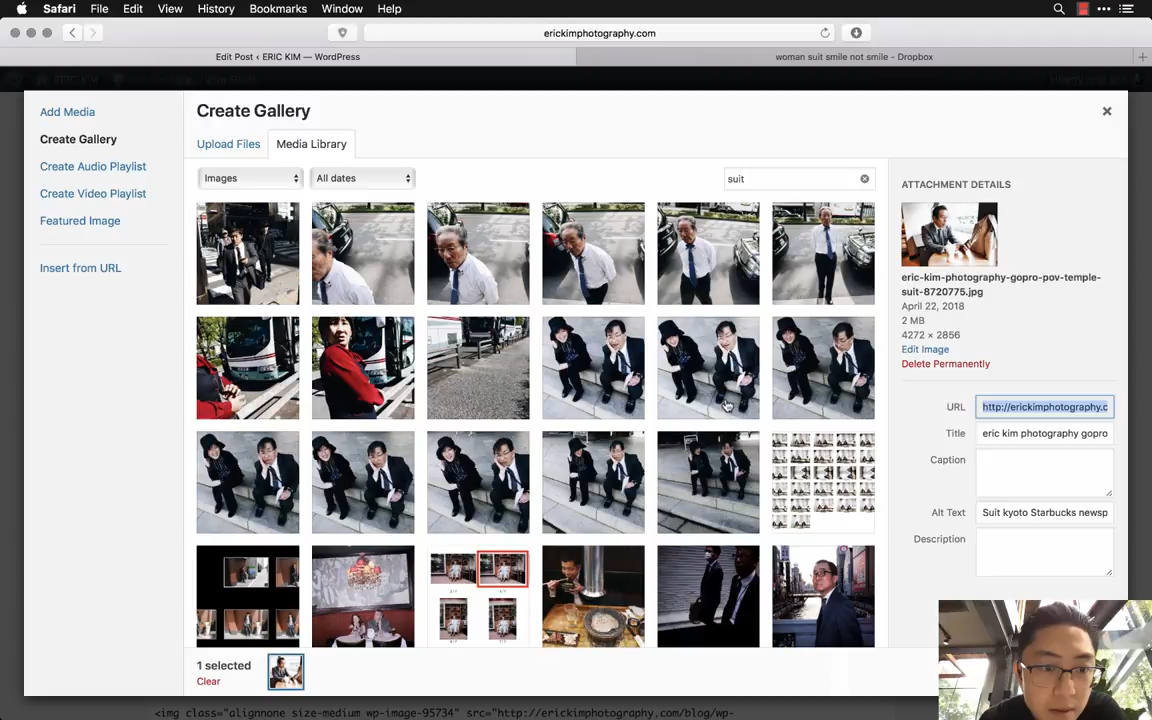 Safari File Edit View History Bookmarks Window Help
erickimphotography.com
Edit Post ‹ ERIC KIM — WordPress
woman suit smile not smile - Dropbox
Add Media
Create Gallery
Create Audio Playlist
Create Video Playlist
Featured Image
Insert from URL
Create Gallery
Upload Files
Media Library
Images
All dates
suit
ATTACHMENT DETAILS
eric-kim-photography-gopro-pov-temple-
suit-8720775.jpg
April 22, 2018
2 MB
4272 × 2856
Edit Image
Delete Permanently
URL http://erickimphotography.c
Title eric kim photography gopro
Caption
Alt Text Suit kyoto Starbucks newsp
Description
1 selected
Clear
<img class="alignnone size-medium wp-image-95734" src="http://erickimphotography.com/blog/wp-